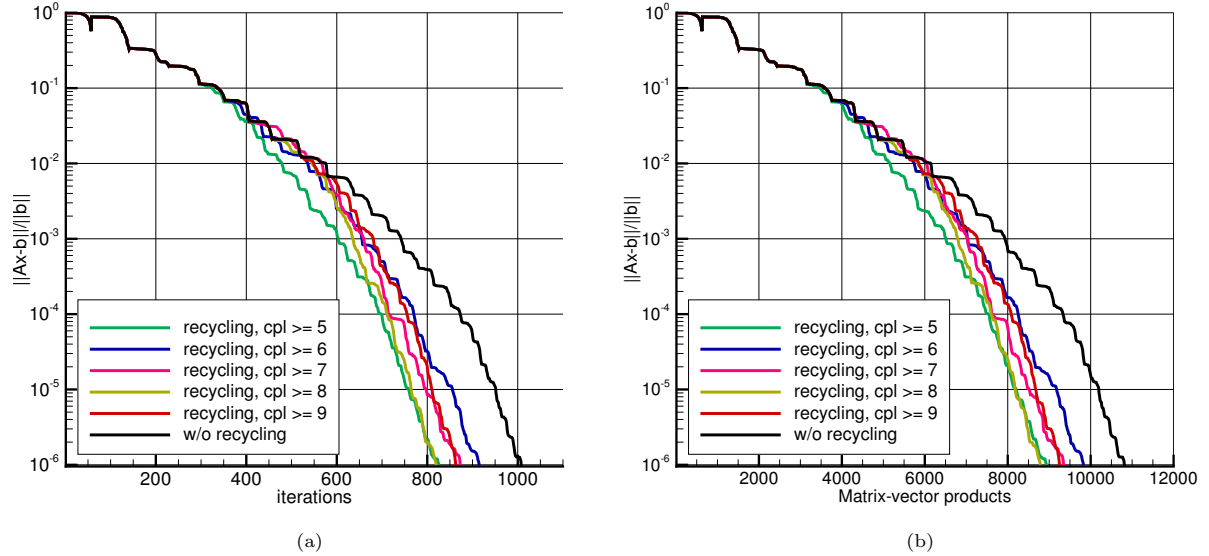 ||Ax-b||/||b||
10^0
10^-1
10^-2
10^-3
10^-4
10^-5
10^-6
recycling, cpl >= 5
recycling, cpl >= 6
recycling, cpl >= 7
recycling, cpl >= 8
recycling, cpl >= 9
w/o recycling
200 400 600 800 1000
iterations
(a)
||Ax-b||/||b||
10^0
10^-1
10^-2
10^-3
10^-4
10^-5
10^-6
recycling, cpl >= 5
recycling, cpl >= 6
recycling, cpl >= 7
recycling, cpl >= 8
recycling, cpl >= 9
w/o recycling
2000 4000 6000 8000 10000 12000
Matrix-vector products
(b)